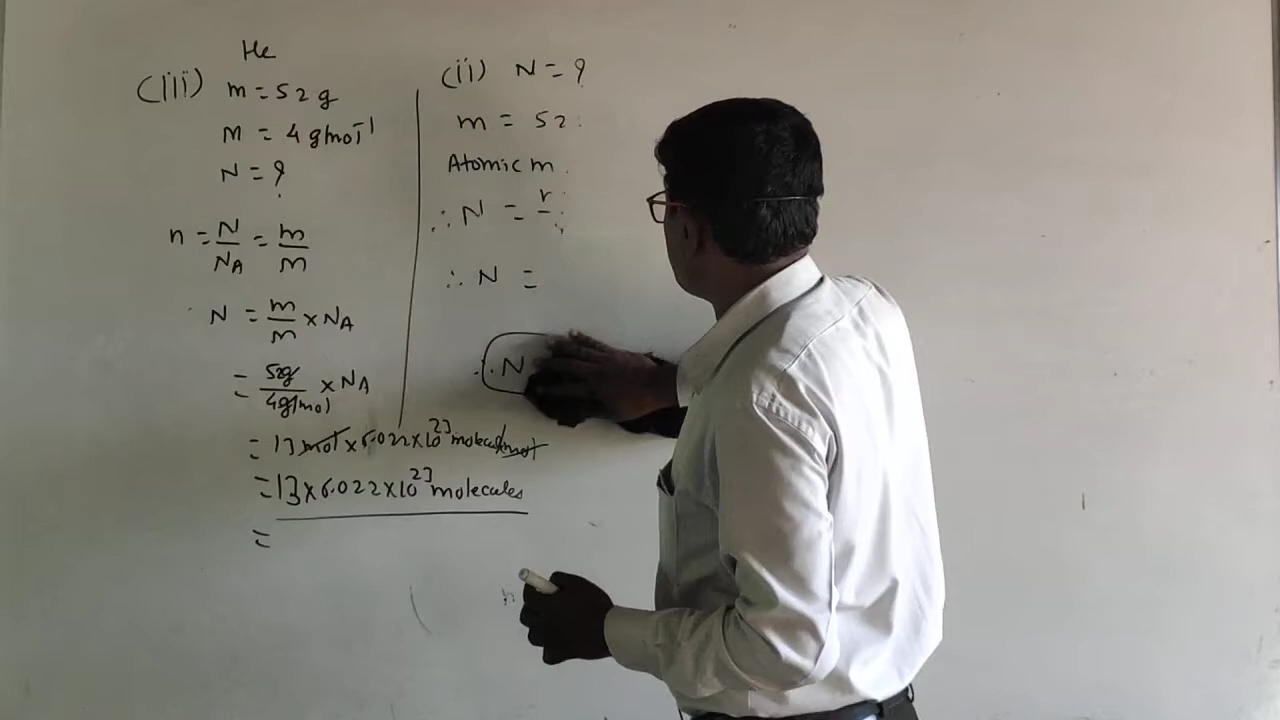 He
(iii) m = 52 g
M = 4 gmol⁻¹
N = ?
n = N/NA = m/M
N = m/M × NA
= 52g/4g/mol × NA
= 13 mol × 6.022×10²³ molecules/mol
= 13×6.022×10²³ molecules
=
(ii) N = ?
m = 52
Atomic m
∴ N =
∴ N =
∴ N